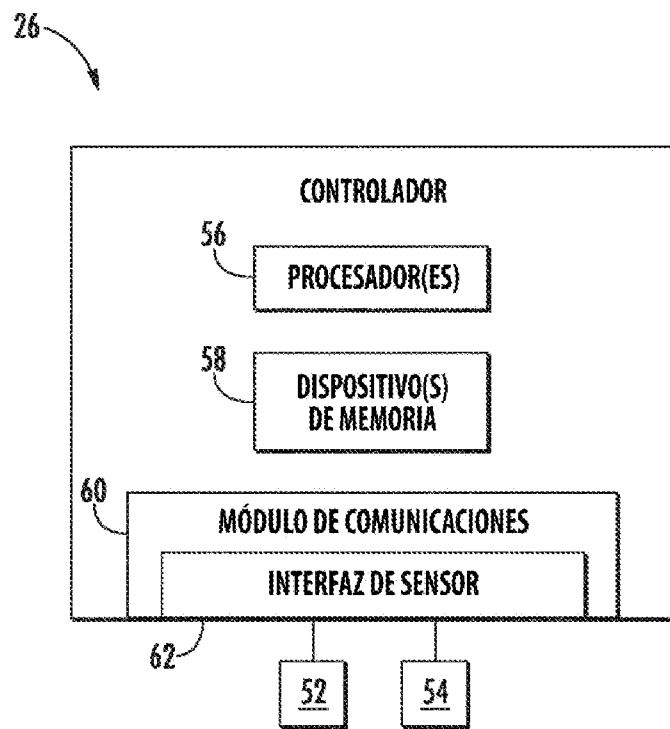 26
CONTROLADOR
56
PROCESADOR(ES)
58
DISPOSITIVO(S)
DE MEMORIA
60
MÓDULO DE COMUNICACIONES
INTERFAZ DE SENSOR
62
52
54